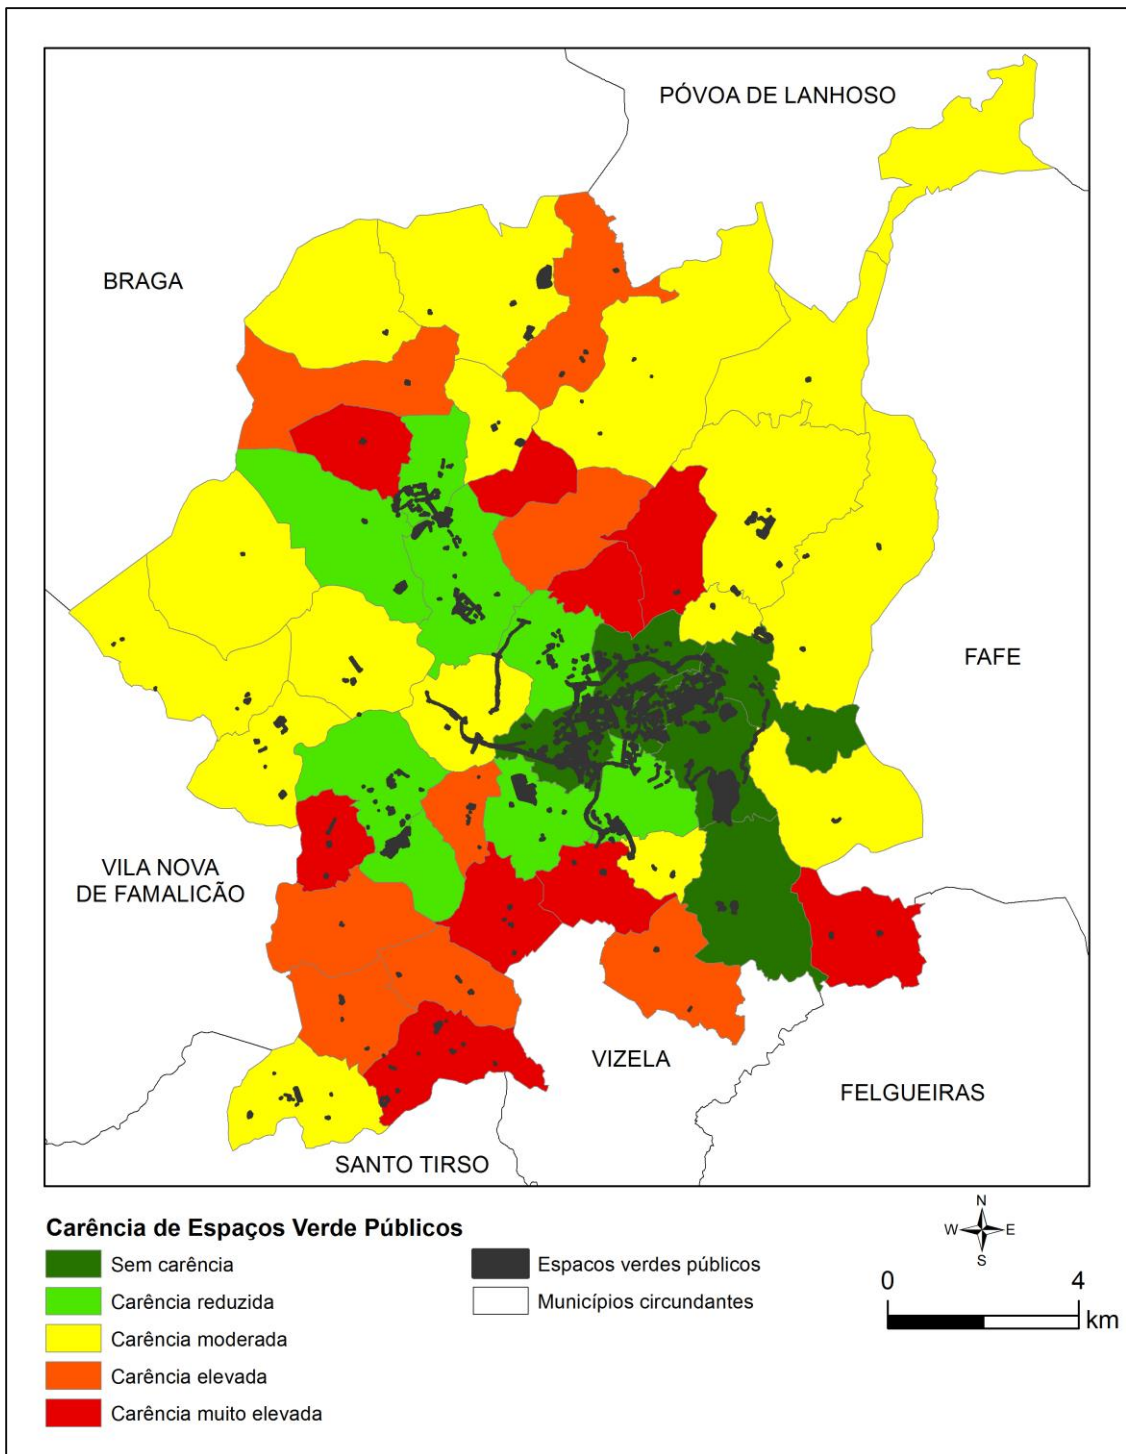 PÓVOA DE LANHOSO
BRAGA
FAFE
VILA NOVA
DE FAMALICÃO
VIZELA
FELGUEIRAS
SANTO TIRSO
Carência de Espaços Verde Públicos
Sem carência
Carência reduzida
Carência moderada
Carência elevada
Carência muito elevada
Espacos verdes públicos
Municípios circundantes
N
W E
S
0 4
km